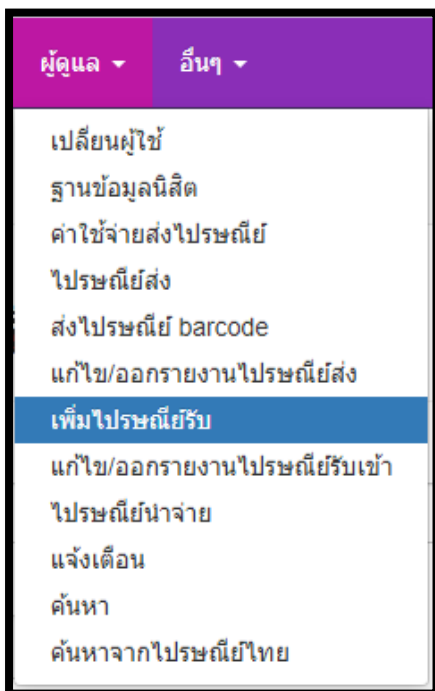 ผู้ดูแล อื่นๆ
เปลี่ยนผู้ใช้
ฐานข้อมูลนิสิต
ค่าใช้จ่ายส่งไปรษณีย์
ไปรษณีย์ส่ง
ส่งไปรษณีย์ barcode
แก้ไข/ออกรายงานไปรษณีย์ส่ง
เพิ่มไปรษณีย์รับ
แก้ไข/ออกรายงานไปรษณีย์รับเข้า
ไปรษณีย์นำจ่าย
แจ้งเตือน
ค้นหา
ค้นหาจากไปรษณีย์ไทย